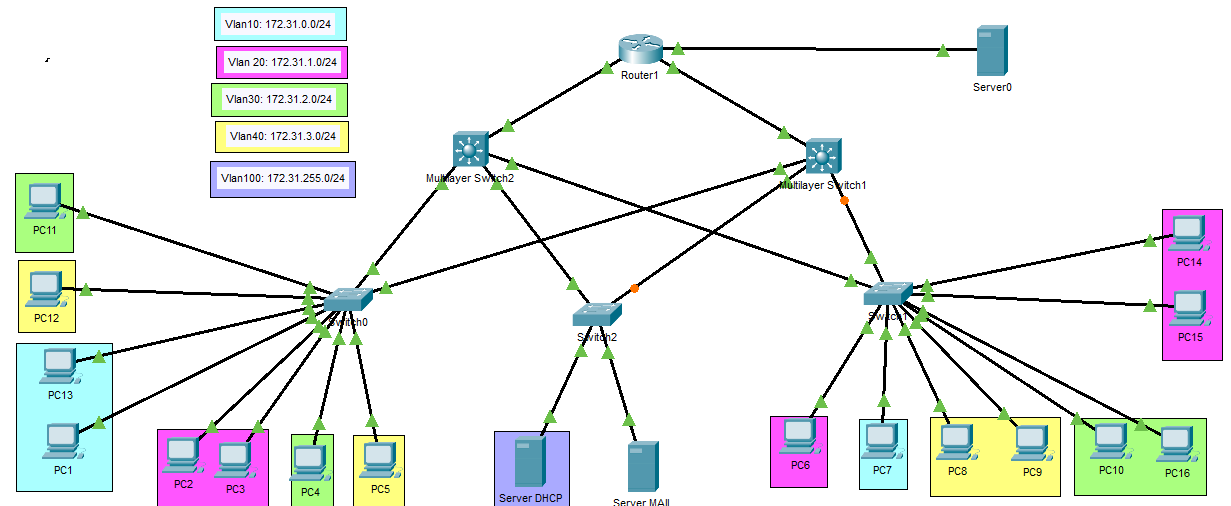 Vlan10: 172.31.0.0/24
Vlan 20: 172.31.1.0/24
Vlan30: 172.31.2.0/24
Vlan40: 172.31.3.0/24
Vlan100: 172.31.255.0/24
Router1
Server0
Multilayer Switch2
Multilayer Switch1
PC11
PC12
PC13
PC1
Switch0
Switch2
Switch1
PC14
PC15
PC2
PC3
PC4
PC5
Server DHCP
Server MAIl
PC6
PC7
PC8
PC9
PC10
PC16